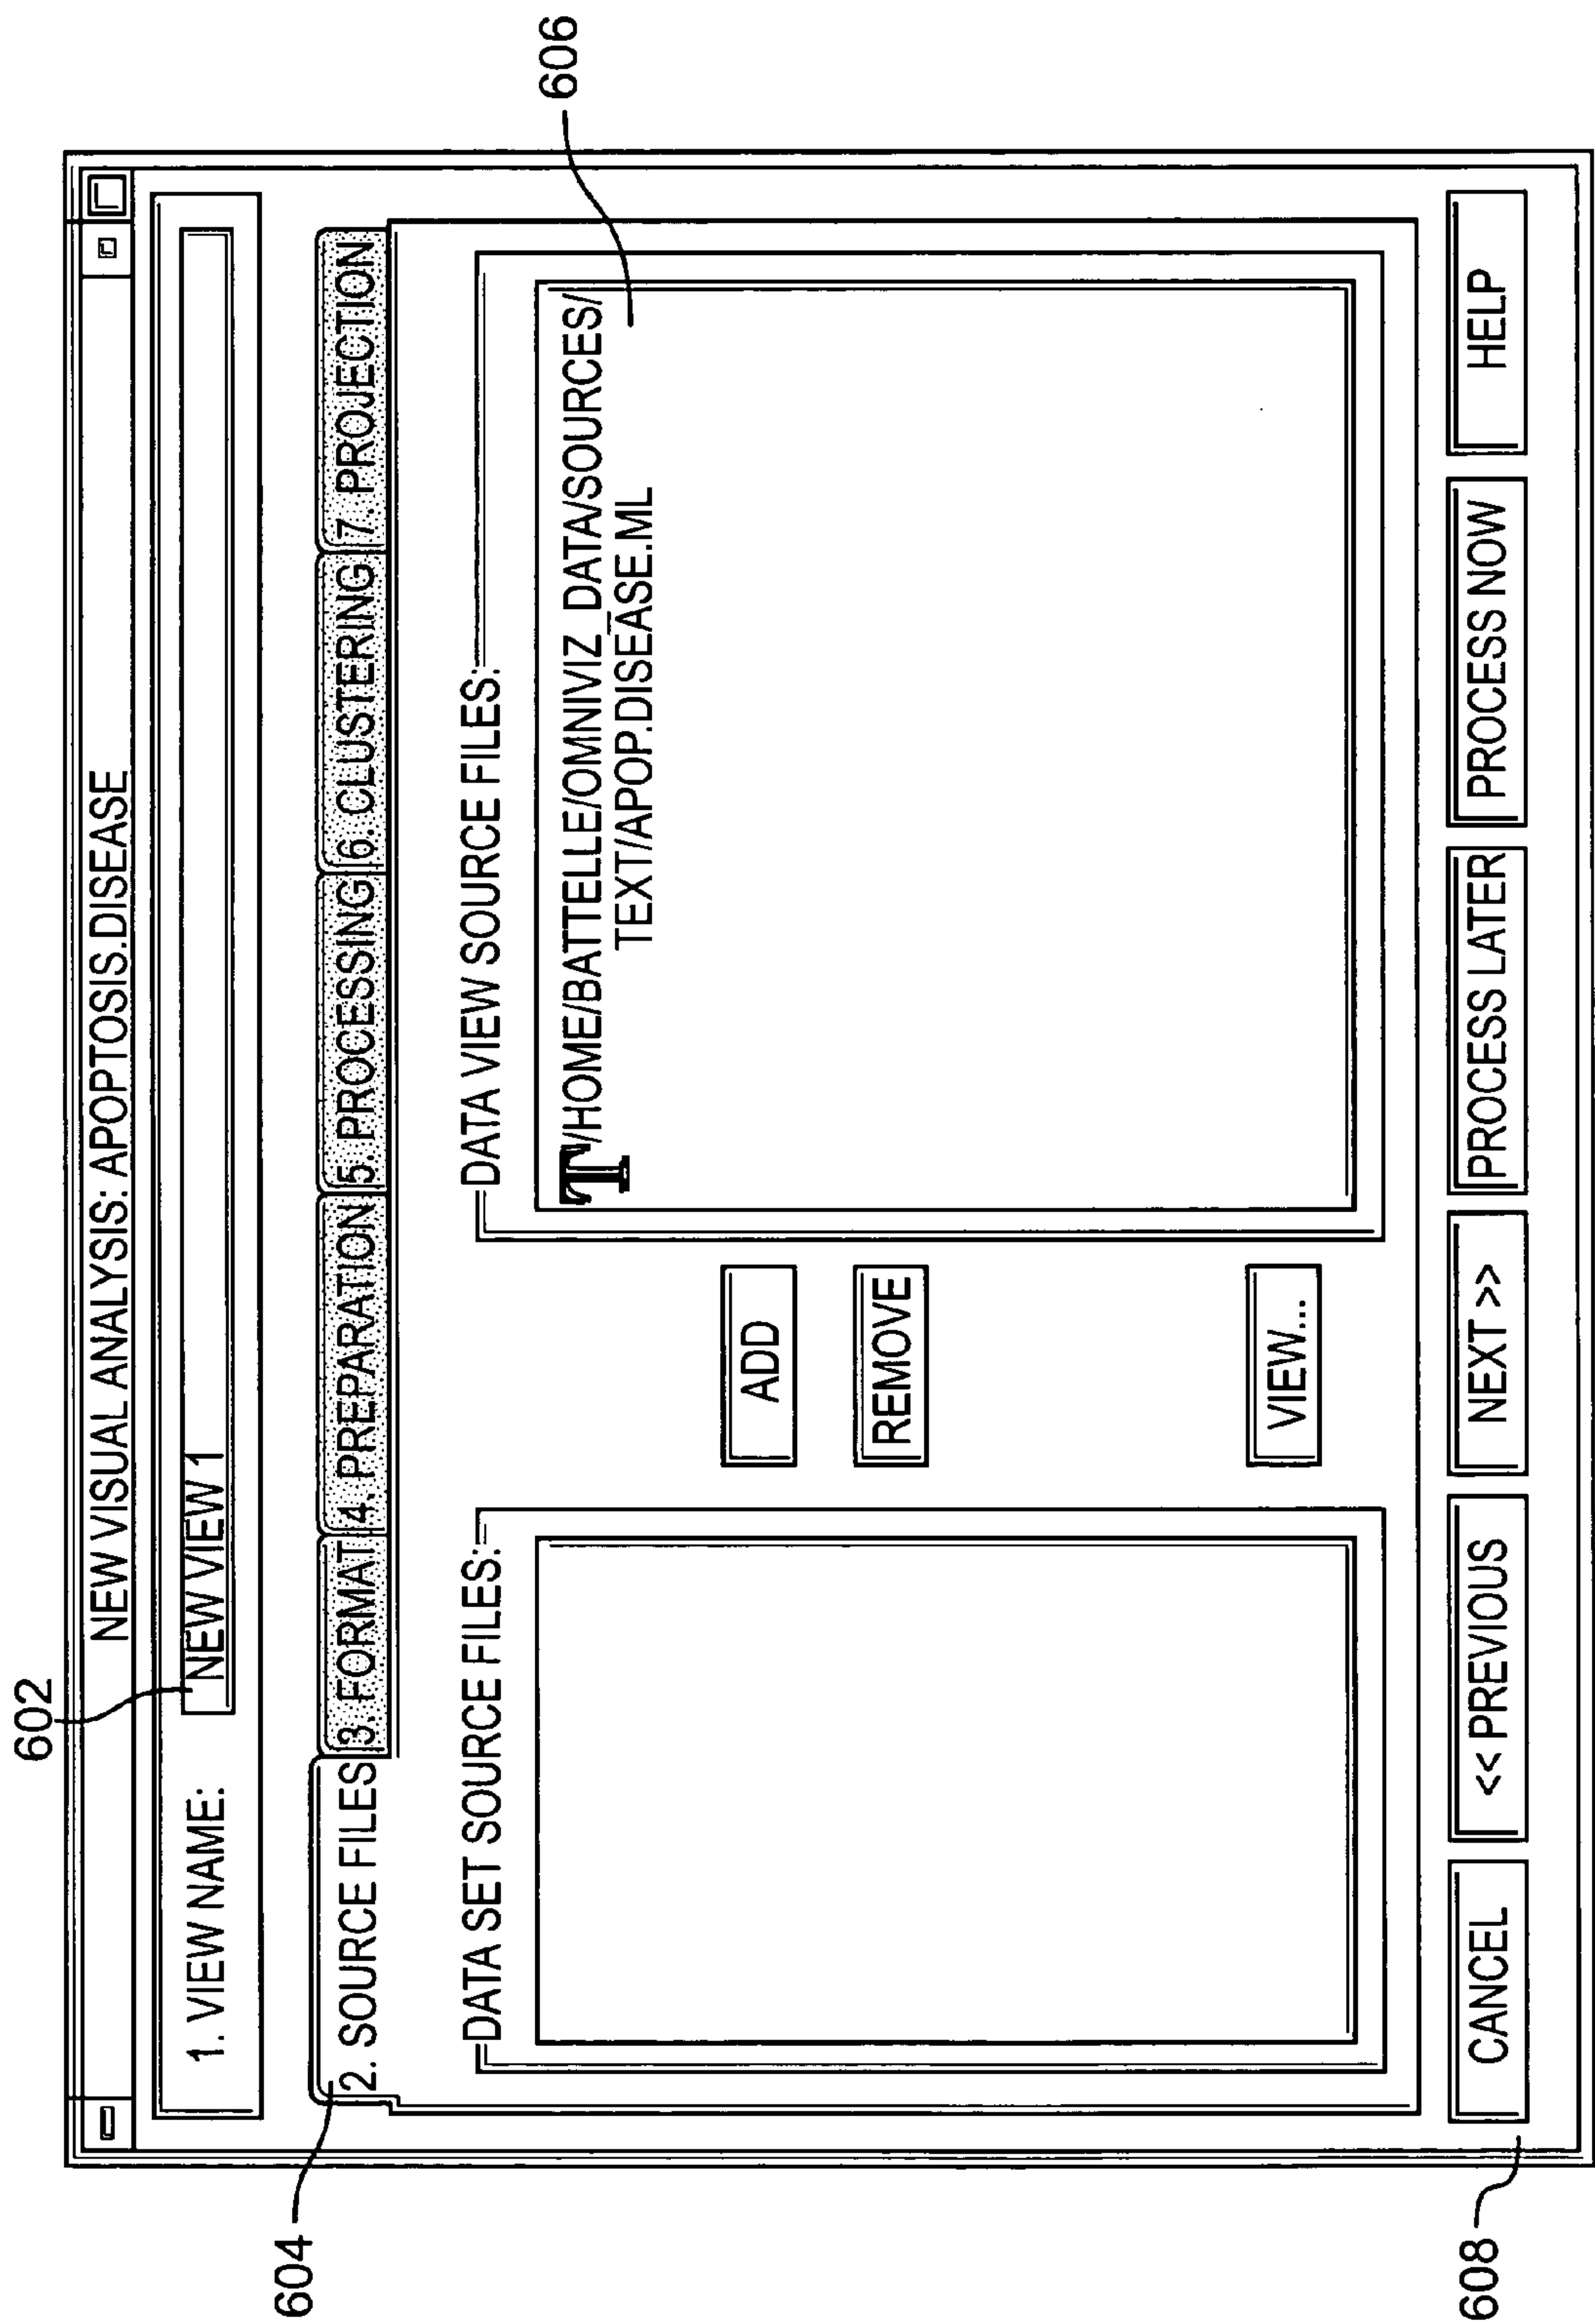 602
NEW VISUAL ANALYSIS: APOPTOSIS.DISEASE
1. VIEW NAME: NEW VIEW 1
604
2. SOURCE FILES 3. FORMAT 4. PREPARATION 5. PROCESSING 6. CLUSTERING 7. PROJECTION
DATA SET SOURCE FILES:
ADD
REMOVE
VIEW...
DATA VIEW SOURCE FILES:
T/HOME/BATTELLE/OMNIVIZ_DATA/SOURCES/
TEXT/APOP.DISEASE.ML
606
608
CANCEL << PREVIOUS NEXT >> PROCESS LATER PROCESS NOW HELP